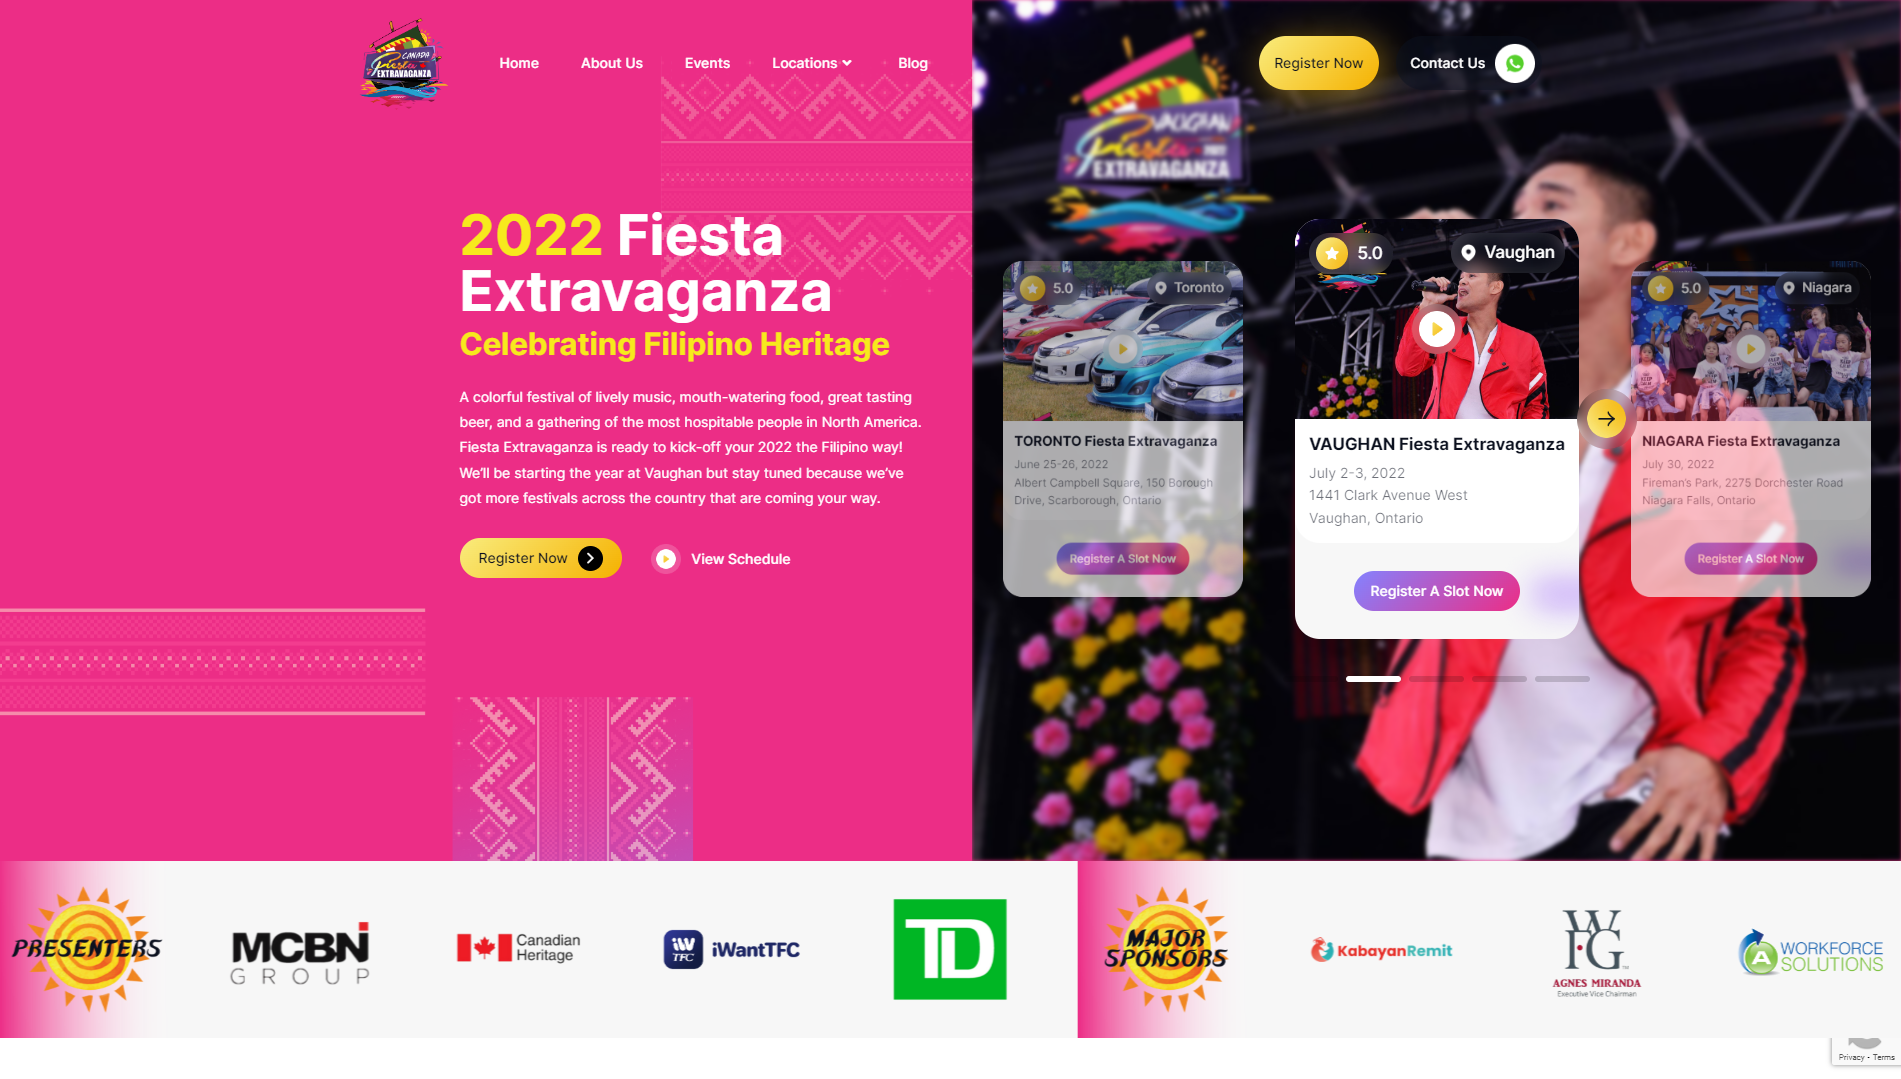 CANADA
Fiesta
EXTRAVAGANZA
Home
About Us
Events
Locations
Blog
Register Now
Contact Us
VAUGHAN
Fiesta 2022
EXTRAVAGANZA
2022 Fiesta
Extravaganza
Celebrating Filipino Heritage
A colorful festival of lively music, mouth-watering food, great tasting
beer, and a gathering of the most hospitable people in North America.
Fiesta Extravaganza is ready to kick-off your 2022 the Filipino way!
We'll be starting the year at Vaughan but stay tuned because we've
got more festivals across the country that are coming your way.
Register Now
View Schedule
5.0
Toronto
TORONTO Fiesta Extravaganza
June 25-26, 2022
Albert Campbell Square, 150 Borough
Drive, Scarborough, Ontario
Register A Slot Now
5.0
Vaughan
VAUGHAN Fiesta Extravaganza
July 2-3, 2022
1441 Clark Avenue West
Vaughan, Ontario
Register A Slot Now
5.0
Niagara
NIAGARA Fiesta Extravaganza
July 30, 2022
Fireman's Park, 2275 Dorchester Road
Niagara Falls, Ontario
Register A Slot Now
PRESENTERS
MCBN
GROUP
Canadian
Heritage
iW
TFC
iWantTFC
TD
MAJOR
SPONSORS
KabayanRemit
WFG
TM
AGNES MIRANDA
Executive Vice Chairman
A
WORKFORCE
SOLUTIONS
Privacy - Terms